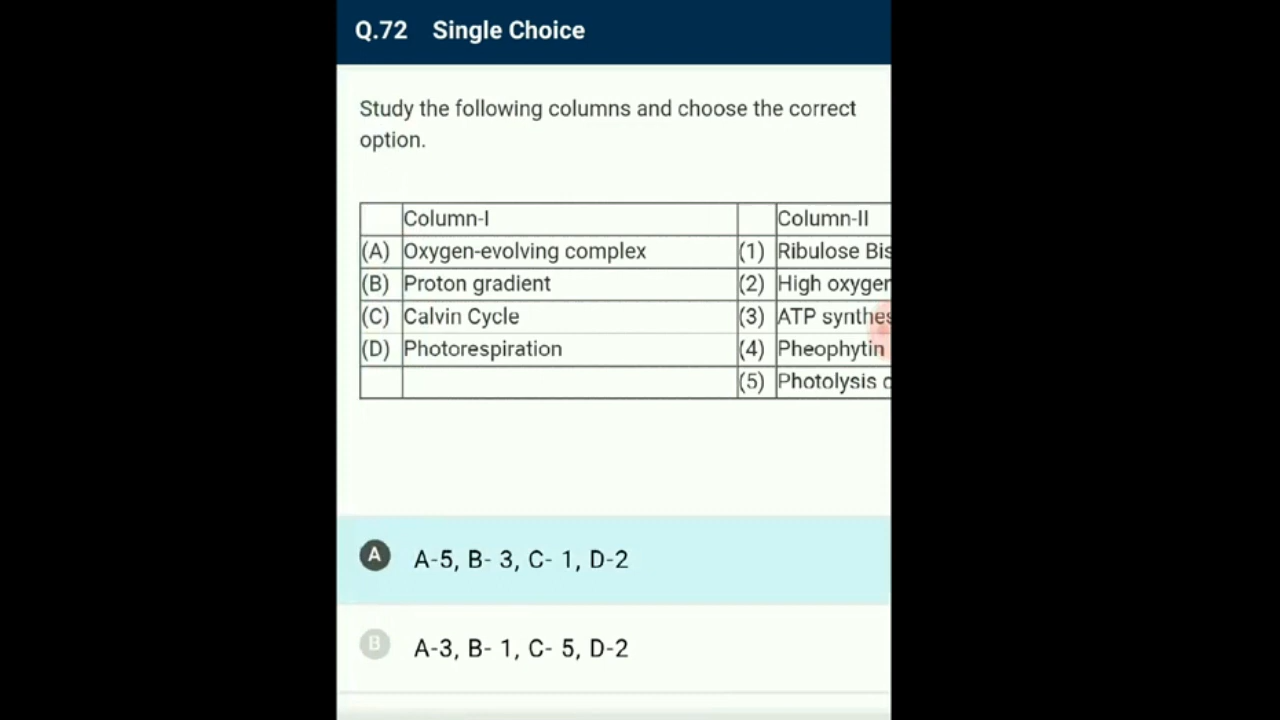 Q.72 Single Choice
Study the following columns and choose the correct
option.
Column-I Column-II
(A) Oxygen-evolving complex (1) Ribulose
(B) Proton gradient (2) High
(C) Calvin Cycle (3) ATP
(D) Photorespiration (4) Pheophytin
(5) Photolysis
A A-5, B- 3, C- 1, D-2
B A-3, B- 1, C- 5, D-2